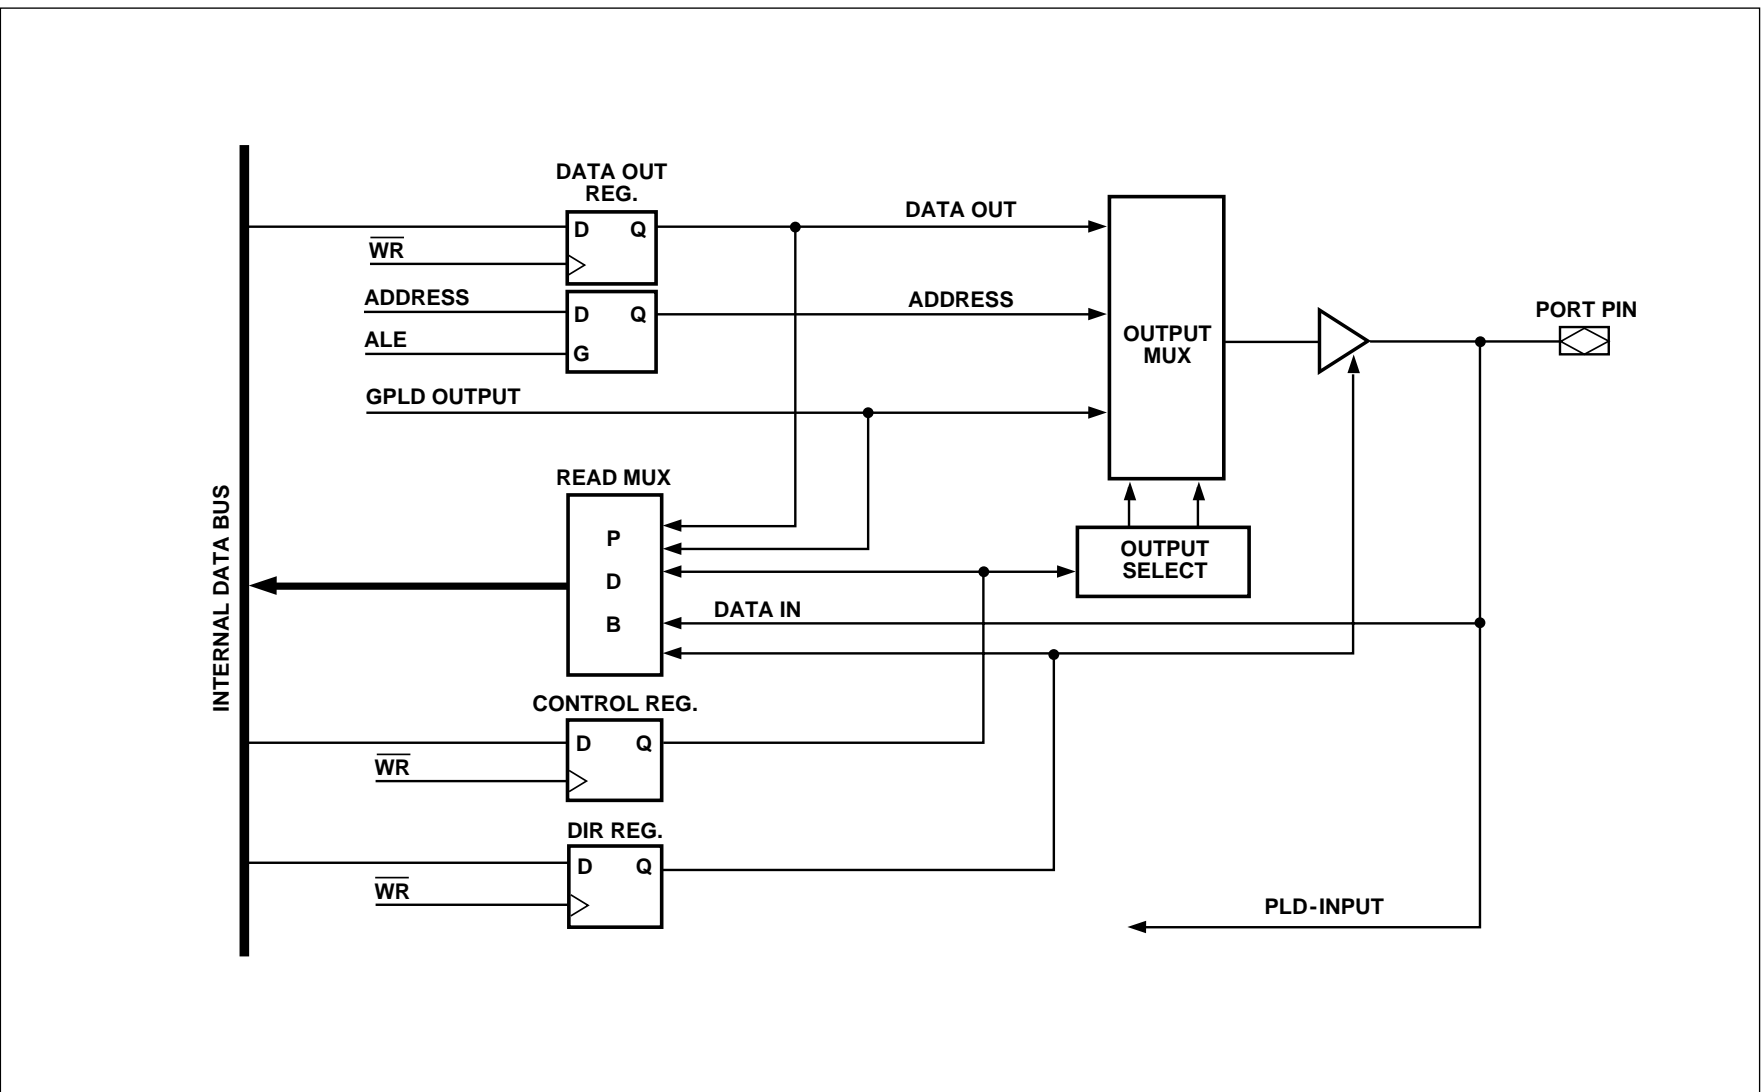 DATA OUT
REG.
D Q
WR
DATA OUT
ADDRESS
D Q
ALE
G
ADDRESS
GPLD OUTPUT
OUTPUT
MUX
PORT PIN
READ MUX
P
D
B
OUTPUT
SELECT
DATA IN
INTERNAL DATA BUS
CONTROL REG.
D Q
WR
DIR REG.
D Q
WR
PLD-INPUT